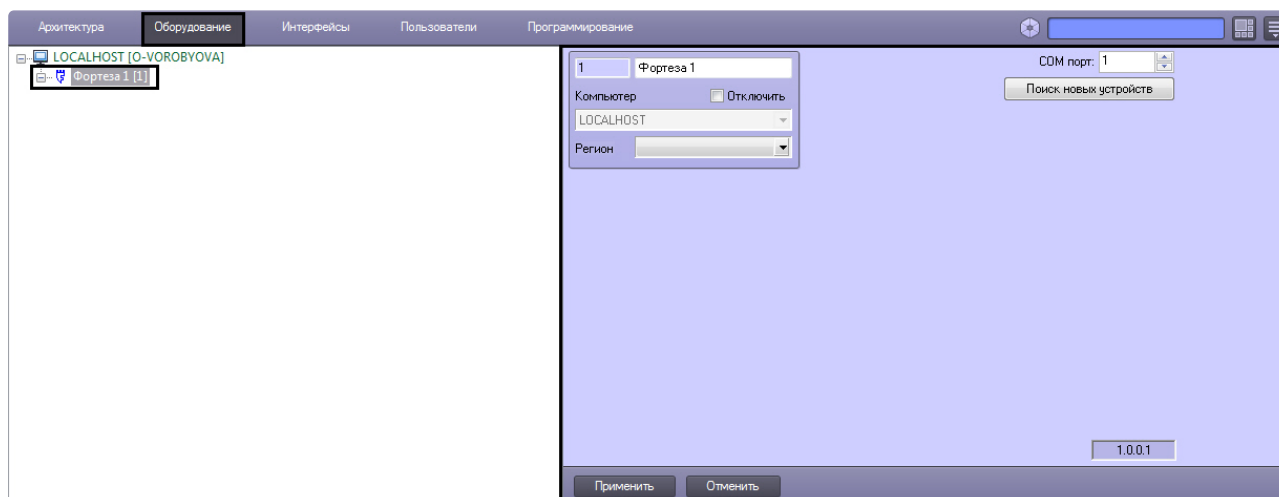 Архитектура Оборудование Интерфейсы Пользователи Программирование
LOCALHOST [O-VOROBYOVA]
Фортеза 1 [1]
1 Фортеза 1
Компьютер Отключить
LOCALHOST
Регион
COM порт: 1
Поиск новых устройств
1.0.0.1
Применить Отменить